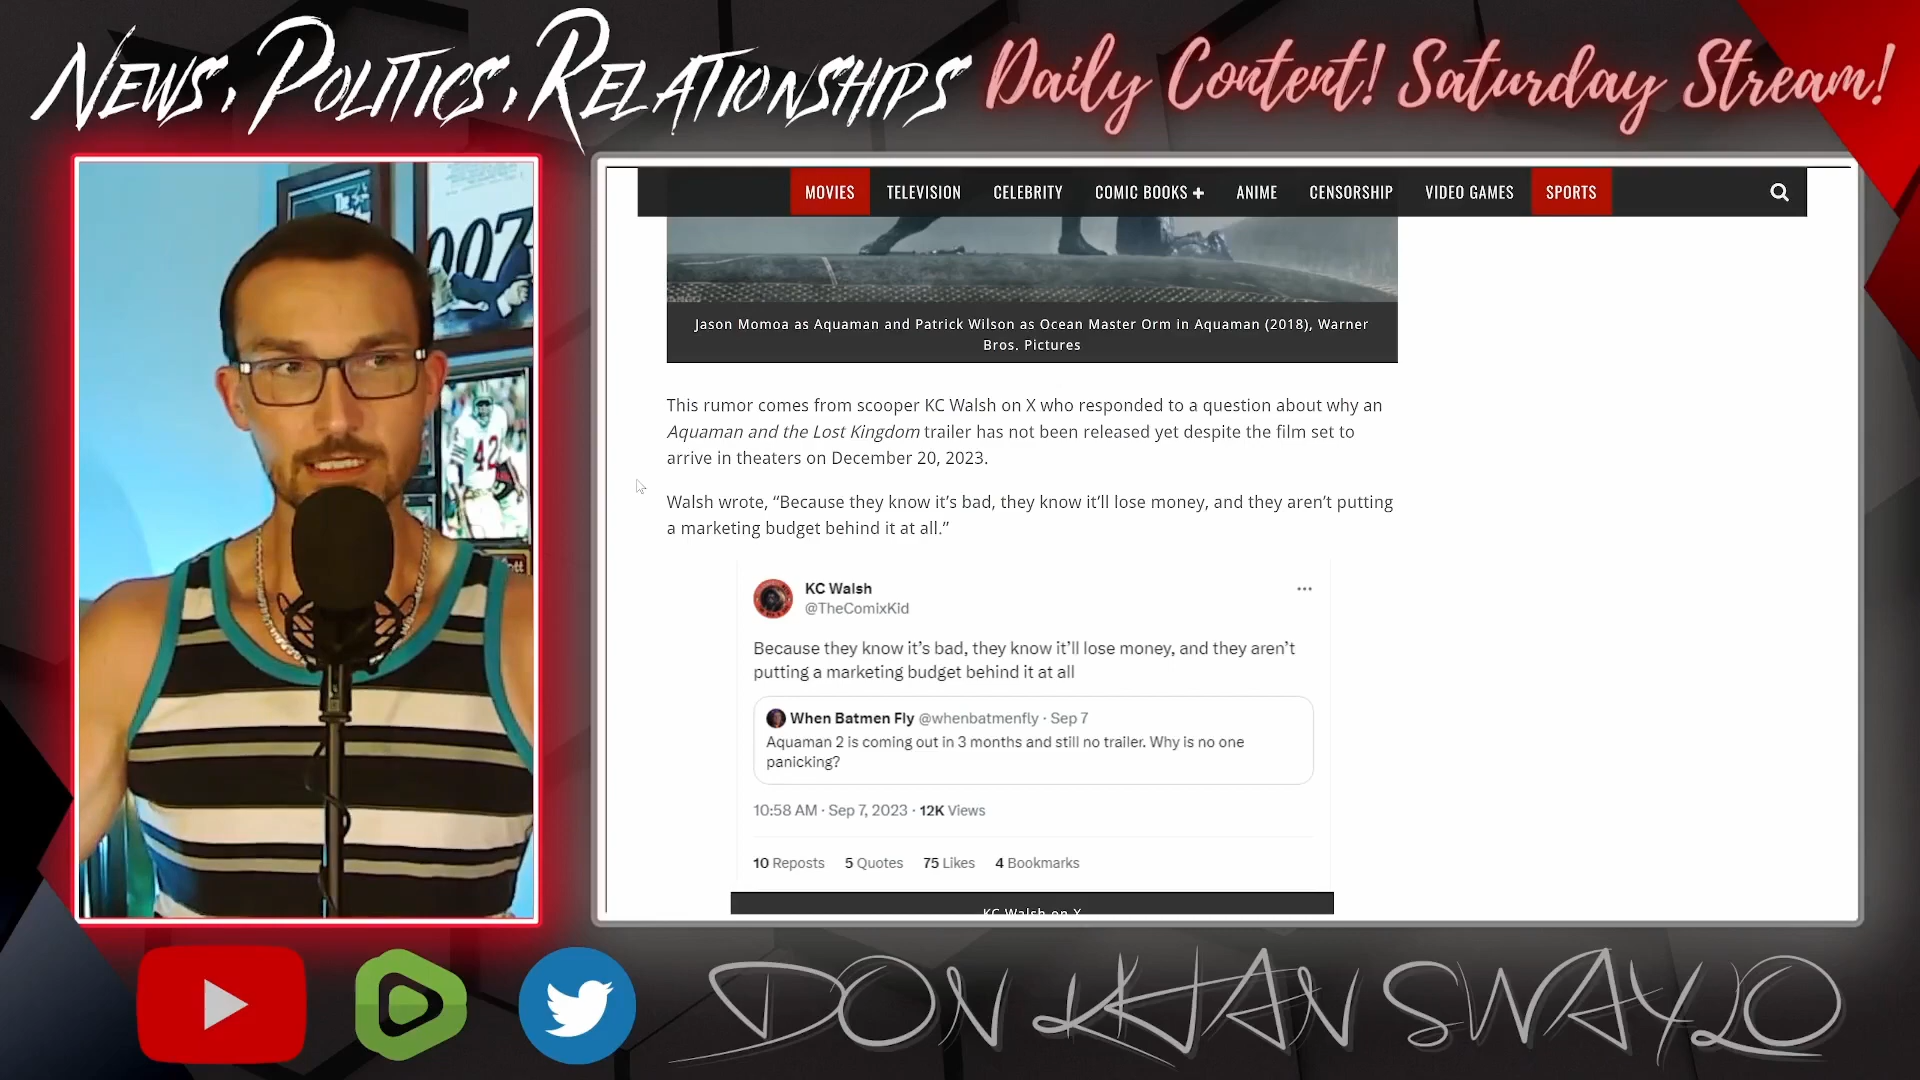 NEWS, POLITICS, RELATIONSHIPS Daily Content! Saturday Stream!
007
42
MOVIES TELEVISION CELEBRITY COMIC BOOKS + ANIME CENSORSHIP VIDEO GAMES SPORTS
Jason Momoa as Aquaman and Patrick Wilson as Ocean Master Orm in Aquaman (2018), Warner
Bros. Pictures
This rumor comes from scooper KC Walsh on X who responded to a question about why an
Aquaman and the Lost Kingdom trailer has not been released yet despite the film set to
arrive in theaters on December 20, 2023.
Walsh wrote, “Because they know it’s bad, they know it’ll lose money, and they aren’t putting
a marketing budget behind it at all.”
KC Walsh
@TheComixKid
Because they know it’s bad, they know it’ll lose money, and they aren’t
putting a marketing budget behind it at all
When Batmen Fly @whenbatmenfly · Sep 7
Aquaman 2 is coming out in 3 months and still no trailer. Why is no one
panicking?
10:58 AM · Sep 7, 2023 · 12K Views
10 Reposts 5 Quotes 75 Likes 4 Bookmarks
KC Walsh on X
DON KHAN SWAYLO